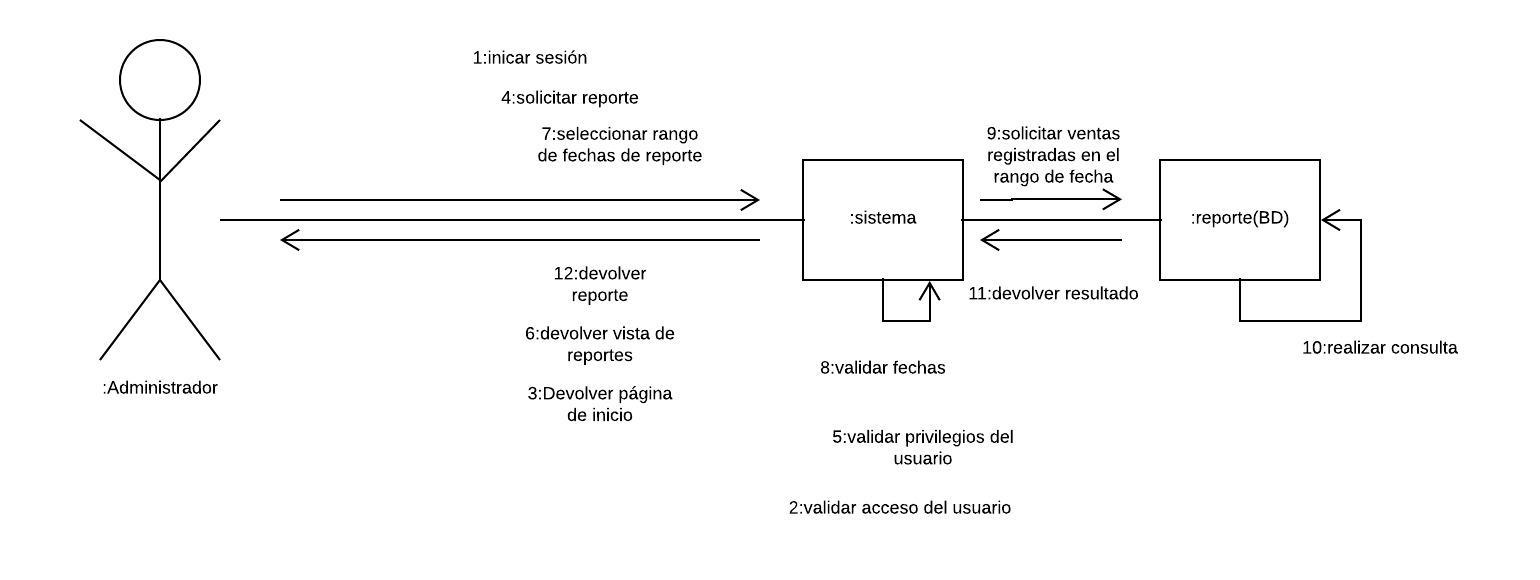 1:inicar sesión
4:solicitar reporte
7:seleccionar rango
de fechas de reporte
9:solicitar ventas
registradas en el
rango de fecha
:sistema
:reporte(BD)
12:devolver
reporte
11:devolver resultado
6:devolver vista de
reportes
10:realizar consulta
8:validar fechas
:Administrador
3:Devolver página
de inicio
5:validar privilegios del
usuario
2:validar acceso del usuario